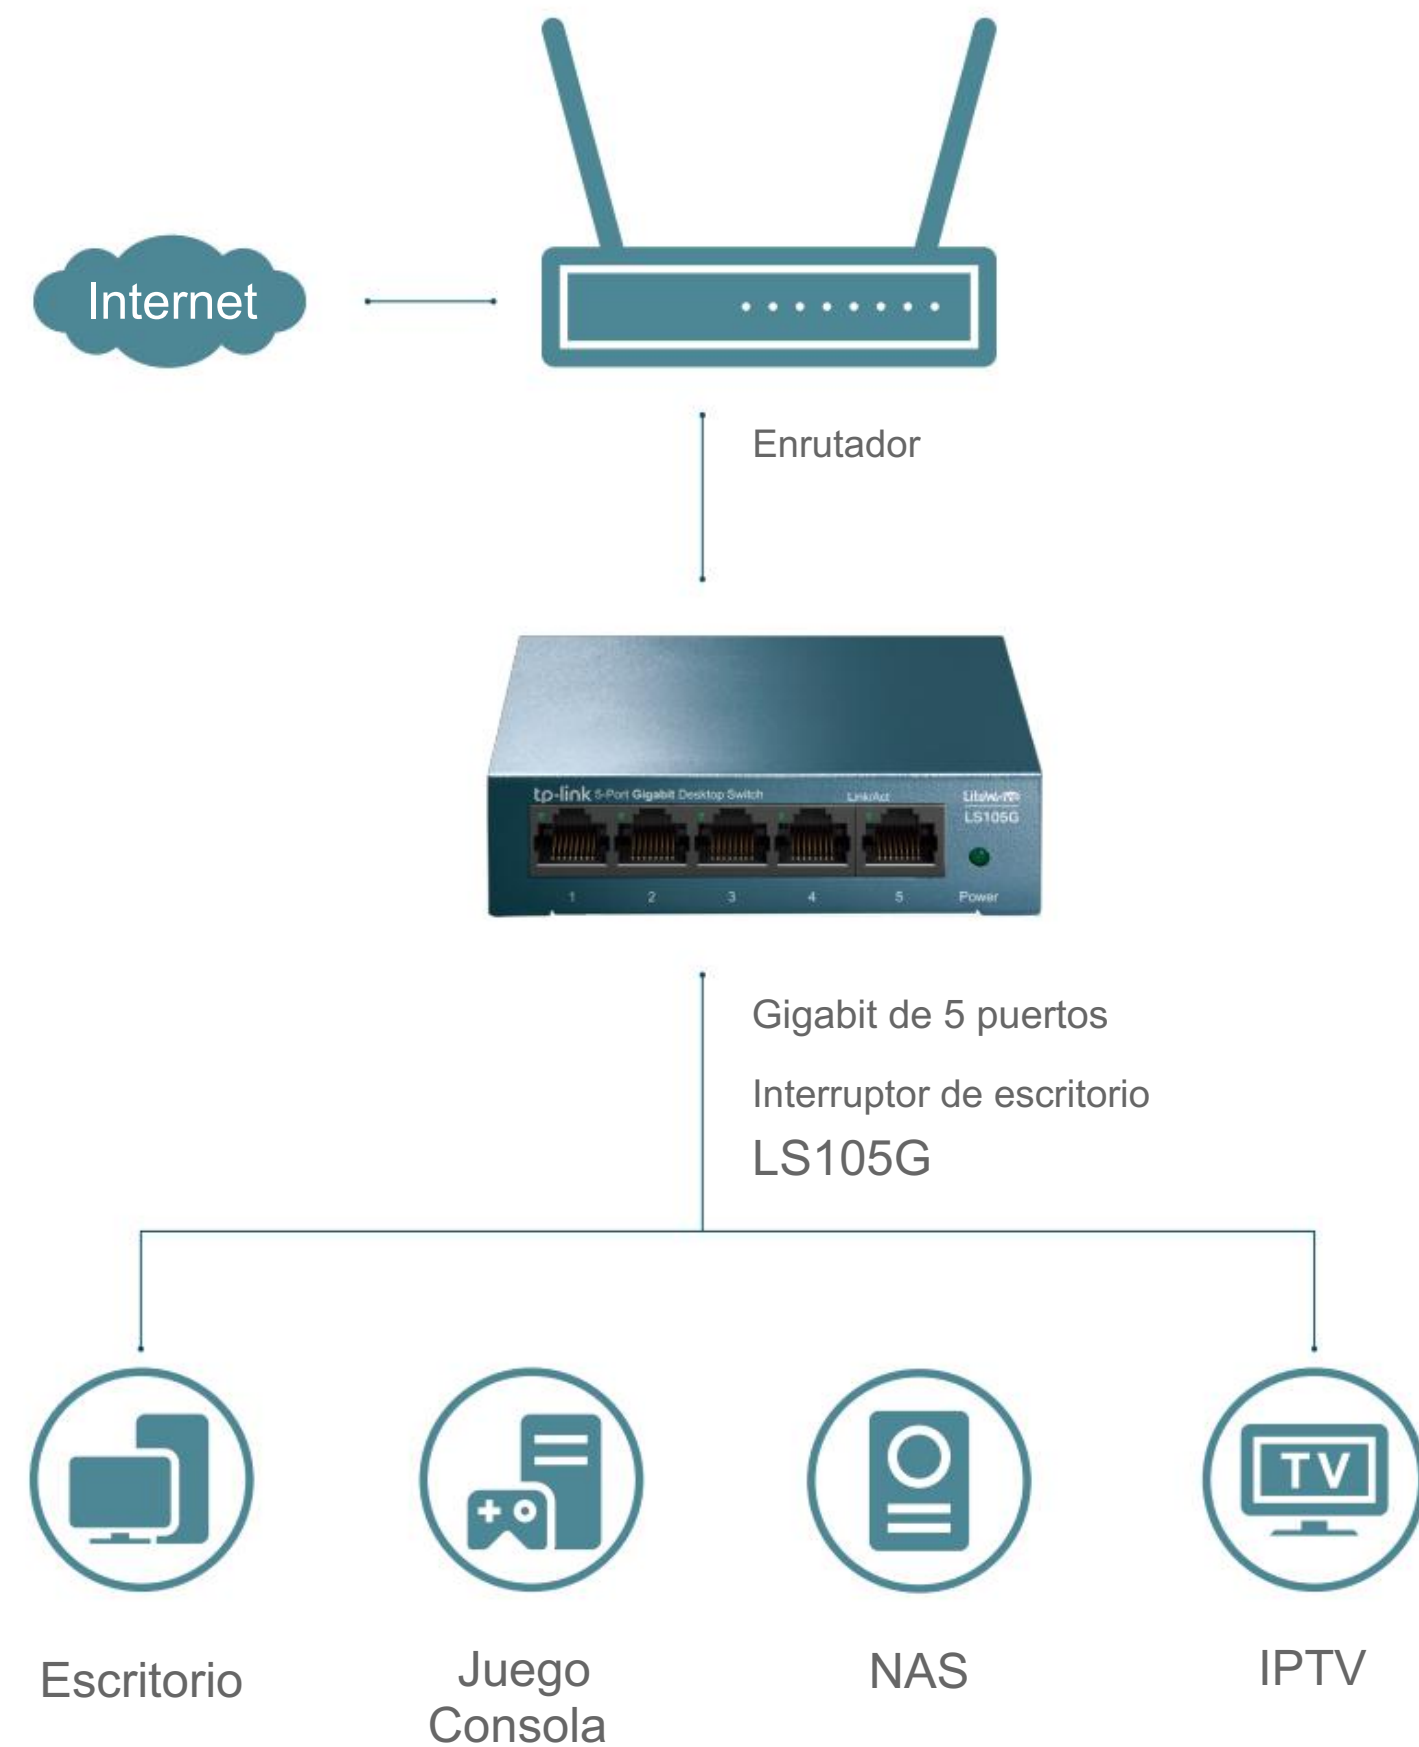 Internet
Enrutador
tp-link 5-Port Gigabit Desktop Switch
Link/Act
LiteWave
LS105G
1 2 3 4 5 Power
Gigabit de 5 puertos
Interruptor de escritorio
LS105G
TV
Escritorio
Juego
Consola
NAS
IPTV